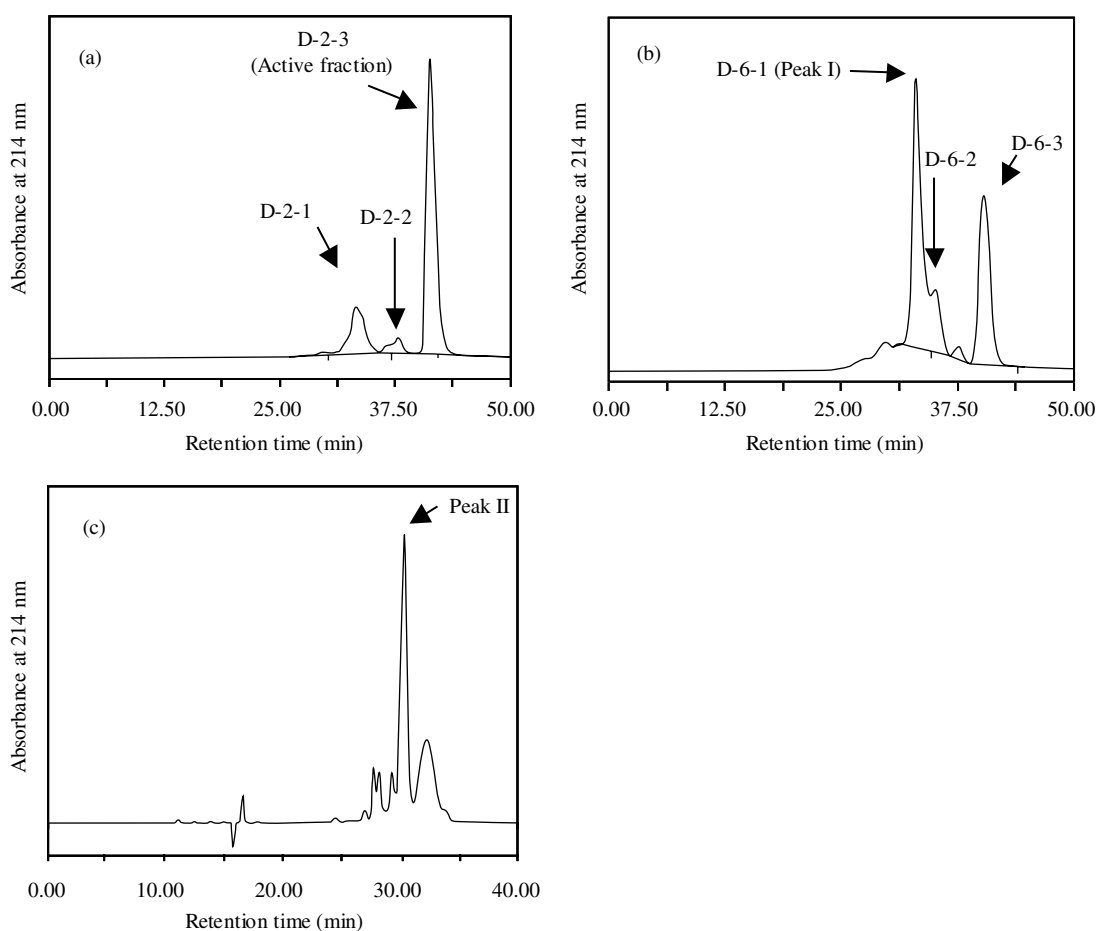 (a)
D-2-3
(Active fraction)
D-2-1
D-2-2
Absorbance at 214 nm
0.00 12.50 25.00 37.50 50.00
Retention time (min)
(b)
D-6-1 (Peak I)
D-6-2
D-6-3
Absorbance at 214 nm
0.00 12.50 25.00 37.50 50.00
Retention time (min)
(c)
Peak II
Absorbance at 214 nm
0.00 10.00 20.00 30.00 40.00
Retention time (min)